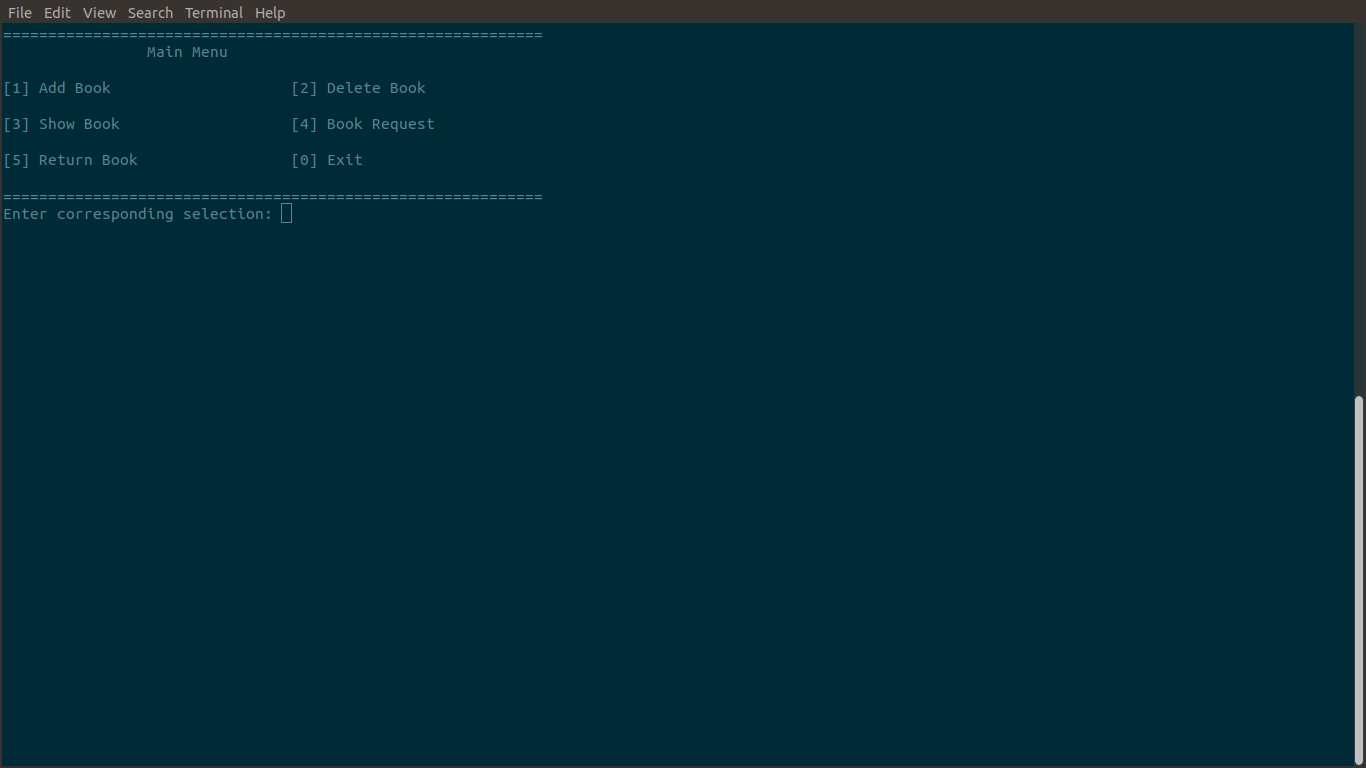 File Edit View Search Terminal Help
============================================================
Main Menu
[1] Add Book [2] Delete Book
[3] Show Book [4] Book Request
[5] Return Book [0] Exit
============================================================
Enter corresponding selection: